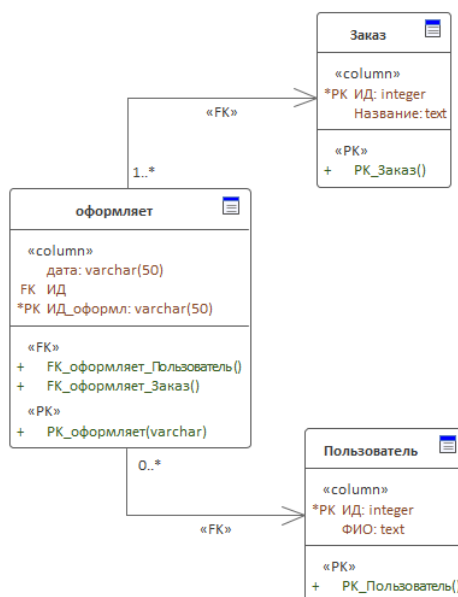 Заказ
«column»
*PK ИД: integer
Название: text
«PK»
+ PK_Заказ()
«FK»
1..*
оформляет
«column»
дата: varchar(50)
FK ИД
*PK ИД_оформл: varchar(50)
«FK»
+ FK_оформляет_Пользователь()
+ FK_оформляет_Заказ()
«PK»
+ PK_оформляет(varchar)
0..*
«FK»
Пользователь
«column»
*PK ИД: integer
ФИО: text
«PK»
+ PK_Пользователь()